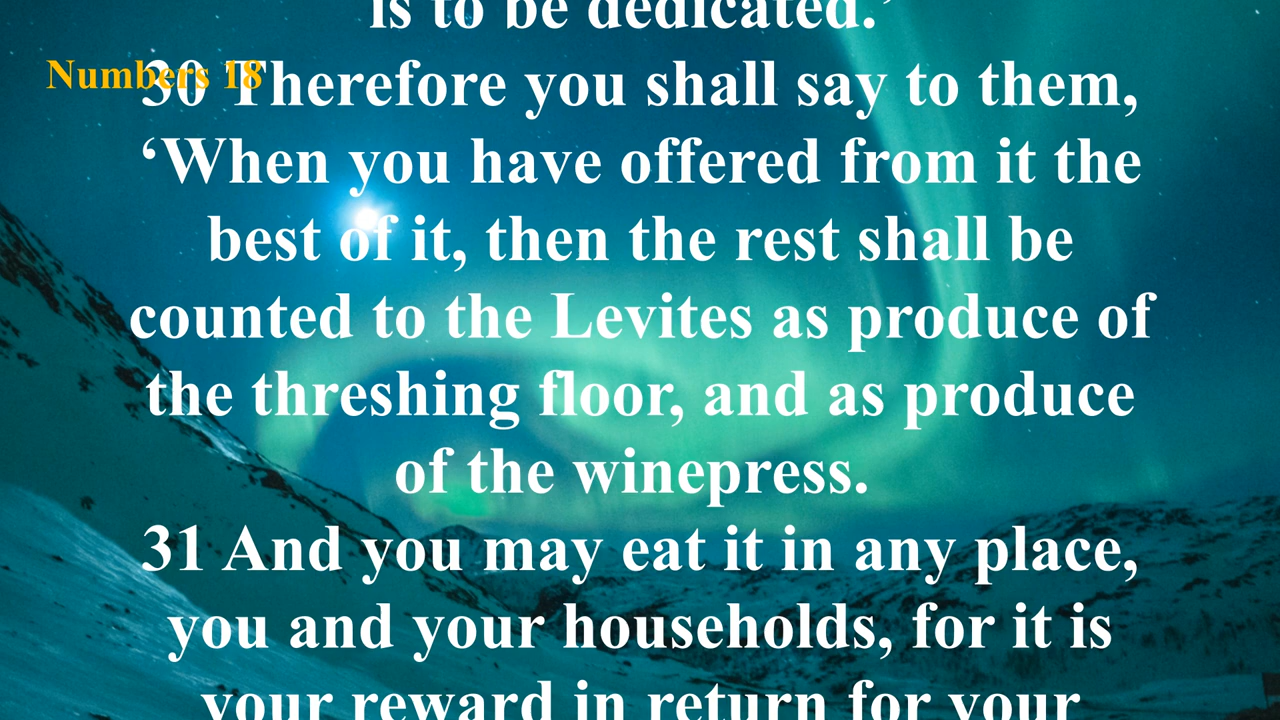 is to be dedicated.’
Numbers 18
30 Therefore you shall say to them,
‘When you have offered from it the
best of it, then the rest shall be
counted to the Levites as produce of
the threshing floor, and as produce
of the winepress.
31 And you may eat it in any place,
you and your households, for it is
your reward in return for your